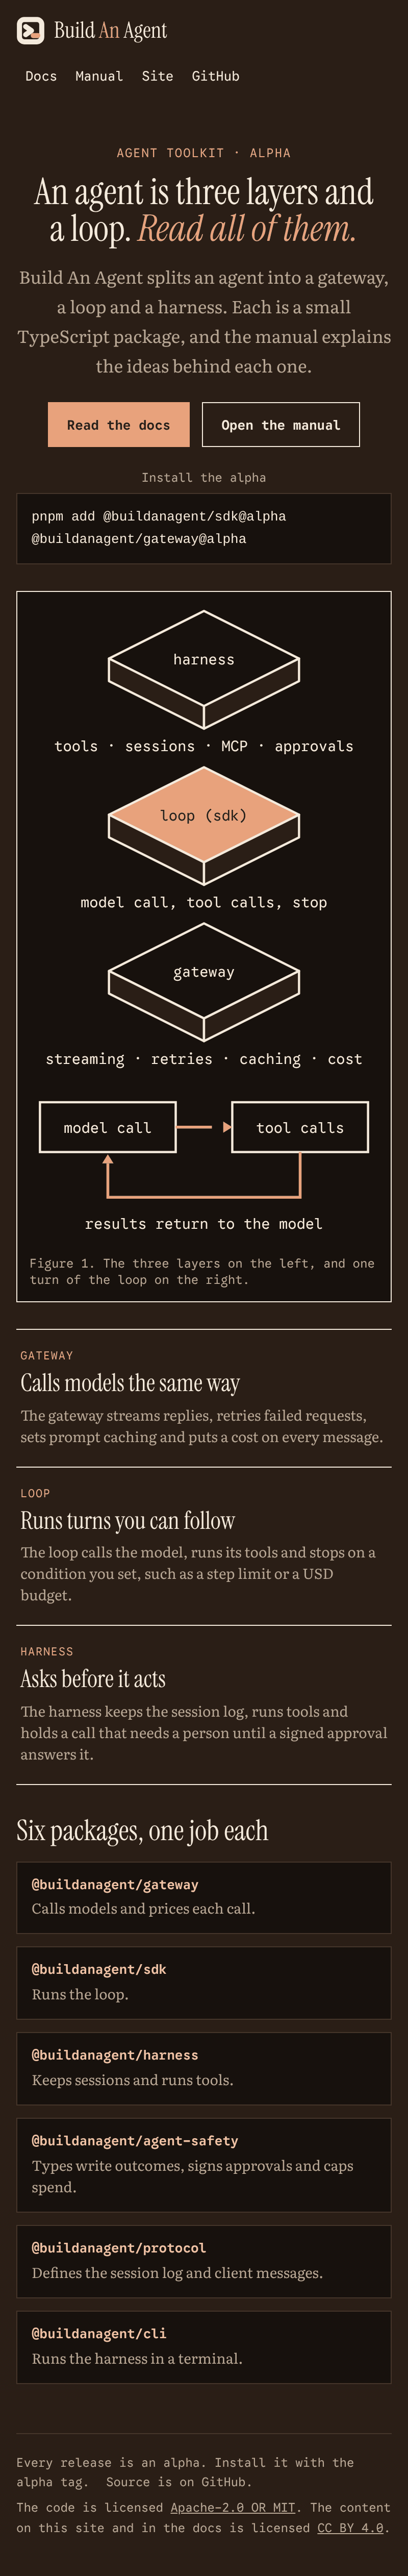 Build An Agent
Docs Manual Site GitHub
AGENT TOOLKIT · ALPHA
An agent is three layers and
a loop. Read all of them.
Build An Agent splits an agent into a gateway,
a loop and a harness. Each is a small
TypeScript package, and the manual explains
the ideas behind each one.
Read the docs
Open the manual
Install the alpha
pnpm add @buildanagent/sdk@alpha
@buildanagent/gateway@alpha
harness
tools · sessions · MCP · approvals
loop (sdk)
model call, tool calls, stop
gateway
streaming · retries · caching · cost
model call
tool calls
results return to the model
Figure 1. The three layers on the left, and one
turn of the loop on the right.
GATEWAY
Calls models the same way
The gateway streams replies, retries failed requests,
sets prompt caching and puts a cost on every message.
LOOP
Runs turns you can follow
The loop calls the model, runs its tools and stops on a
condition you set, such as a step limit or a USD
budget.
HARNESS
Asks before it acts
The harness keeps the session log, runs tools and
holds a call that needs a person until a signed approval
answers it.
Six packages, one job each
@buildanagent/gateway
Calls models and prices each call.
@buildanagent/sdk
Runs the loop.
@buildanagent/harness
Keeps sessions and runs tools.
@buildanagent/agent-safety
Types write outcomes, signs approvals and caps
spend.
@buildanagent/protocol
Defines the session log and client messages.
@buildanagent/cli
Runs the harness in a terminal.
Every release is an alpha. Install it with the
alpha tag. Source is on GitHub.
The code is licensed Apache-2.0 OR MIT. The content
on this site and in the docs is licensed CC BY 4.0.